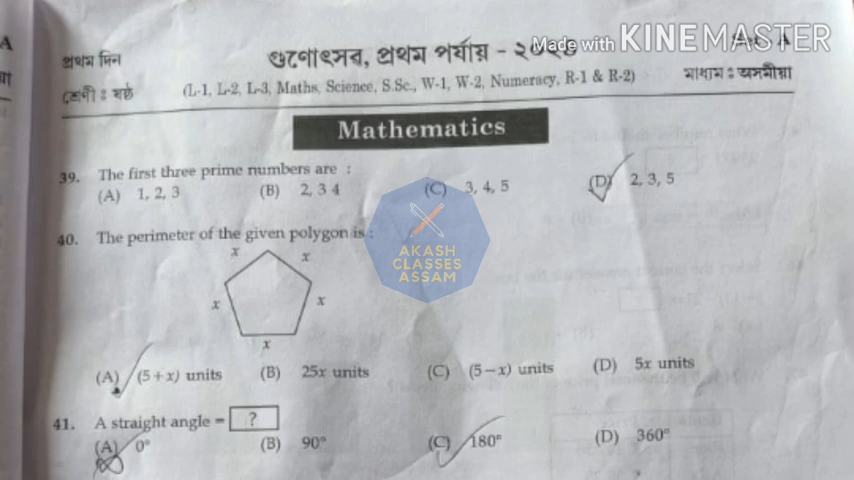 A
প্ৰথম দিন
গুণোৎসৱ, প্ৰথম পৰ্যায় -
Made with KINEMASTER
A
শ্ৰেণী : ষষ্ঠ
(L-1, L-2, L-3, Maths, Science, S.Sc., W-1, W-2, Numeracy, R-1 & R-2)
মাধ্যম : অসমীয়া
Mathematics
39. The first three prime numbers are :
(A) 1, 2, 3 (B) 2, 3 4 (C) 3, 4, 5 (D) 2, 3, 5
40. The perimeter of the given polygon is :
x x
x x
x
AKASH
CLASSES
ASSAM
(A) (5+x) units (B) 25x units (C) (5−x) units (D) 5x units
41. A straight angle = ?
(A) 0° (B) 90° (C) 180° (D) 360°